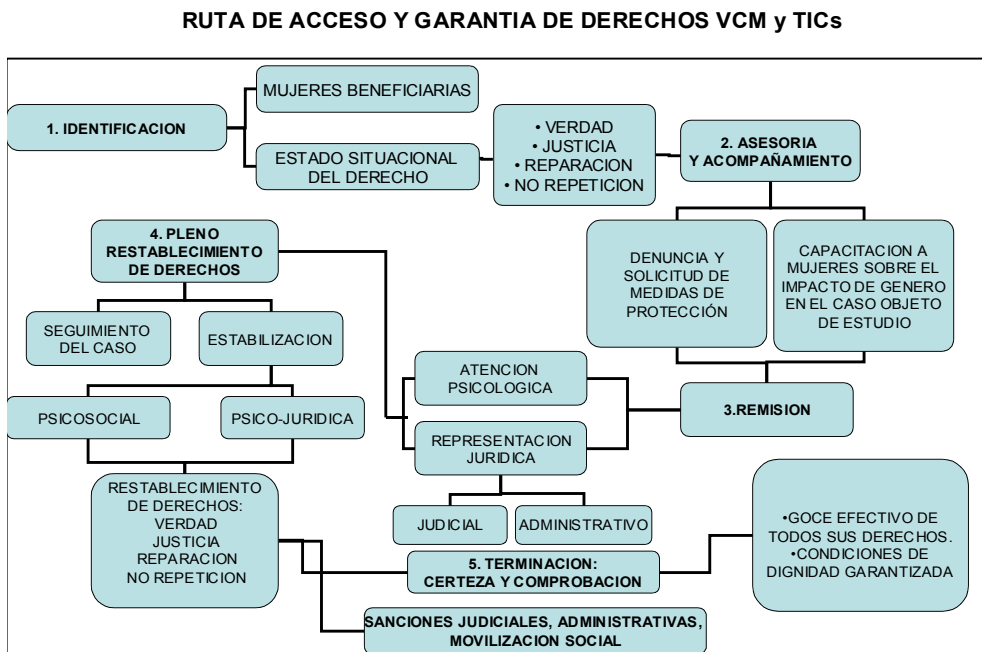 RUTA DE ACCESO Y GARANTIA DE DERECHOS VCM y TICs
1. IDENTIFICACION
MUJERES BENEFICIARIAS
ESTADO SITUACIONAL
DEL DERECHO
• VERDAD
• JUSTICIA
• REPARACION
• NO REPETICION
2. ASESORIA
Y ACOMPAÑAMIENTO
DENUNCIA Y
SOLICITUD DE
MEDIDAS DE
PROTECCIÓN
CAPACITACION A
MUJERES SOBRE EL
IMPACTO DE GENERO
EN EL CASO OBJETO
DE ESTUDIO
3.REMISION
ATENCION
PSICOLOGICA
REPRESENTACION
JURIDICA
JUDICIAL
ADMINISTRATIVO
4. PLENO
RESTABLECIMIENTO
DE DERECHOS
SEGUIMIENTO
DEL CASO
ESTABILIZACION
PSICOSOCIAL
PSICO-JURIDICA
RESTABLECIMIENTO
DE DERECHOS:
VERDAD
JUSTICIA
REPARACION
NO REPETICION
5. TERMINACION:
CERTEZA Y COMPROBACION
•GOCE EFECTIVO DE
TODOS SUS DERECHOS.
•CONDICIONES DE
DIGNIDAD GARANTIZADA
SANCIONES JUDICIALES, ADMINISTRATIVAS,
MOVILIZACION SOCIAL